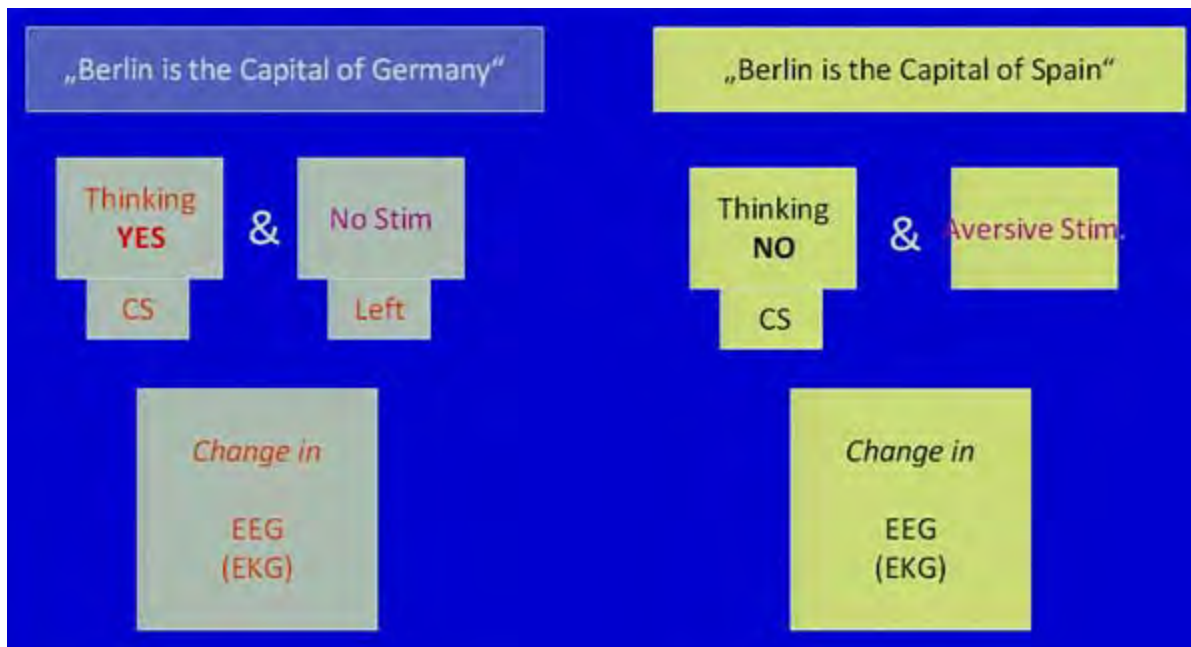 „Berlin is the Capital of Germany“
„Berlin is the Capital of Spain“
Thinking
YES
&
No Stim
CS
Left
Thinking
NO
&
Aversive Stim.
CS
Change in
EEG
(EKG)
Change in
EEG
(EKG)